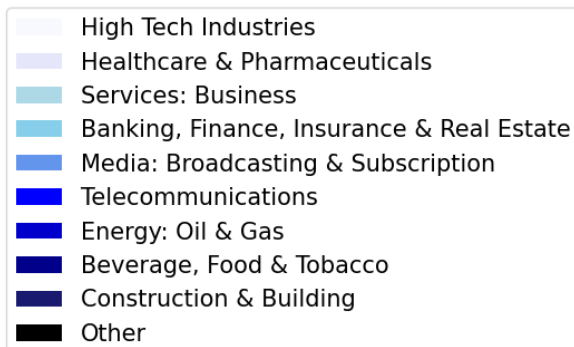 High Tech Industries
Healthcare & Pharmaceuticals
Services: Business
Banking, Finance, Insurance & Real Estate
Media: Broadcasting & Subscription
Telecommunications
Energy: Oil & Gas
Beverage, Food & Tobacco
Construction & Building
Other